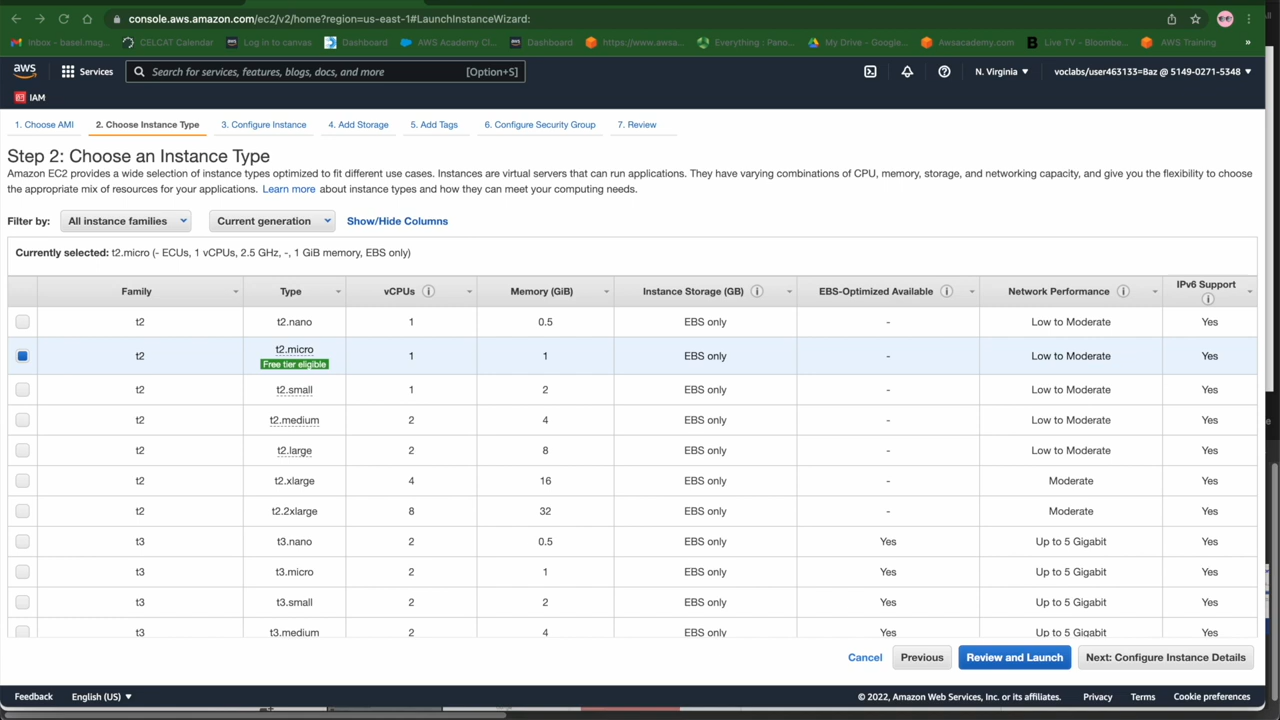 console.aws.amazon.com/ec2/v2/home?region=us-east-1#LaunchInstanceWizard:
Inbox - basel.mag... CELCAT Calendar Log in to canvas Dashboard AWS Academy Cl... Dashboard https://www.awsa... Everything : Pano... My Drive - Google... Awsacademy.com Live TV - Bloombe... AWS Training »
aws Services Search for services, features, blogs, docs, and more [Option+S] N. Virginia voclabs/user463133=Baz @ 5149-0271-5348
IAM
1. Choose AMI 2. Choose Instance Type 3. Configure Instance 4. Add Storage 5. Add Tags 6. Configure Security Group 7. Review
Step 2: Choose an Instance Type
Amazon EC2 provides a wide selection of instance types optimized to fit different use cases. Instances are virtual servers that can run applications. They have varying combinations of CPU, memory, storage, and networking capacity, and give you the flexibility to choose
the appropriate mix of resources for your applications. Learn more about instance types and how they can meet your computing needs.
Filter by: All instance families Current generation Show/Hide Columns
Currently selected: t2.micro (- ECUs, 1 vCPUs, 2.5 GHz, -, 1 GiB memory, EBS only)
Family Type vCPUs Memory (GiB) Instance Storage (GB) EBS-Optimized Available Network Performance IPv6 Support
t2 t2.nano 1 0.5 EBS only - Low to Moderate Yes
t2 t2.micro 1 1 EBS only - Low to Moderate Yes
Free tier eligible
t2 t2.small 1 2 EBS only - Low to Moderate Yes
t2 t2.medium 2 4 EBS only - Low to Moderate Yes
t2 t2.large 2 8 EBS only - Low to Moderate Yes
t2 t2.xlarge 4 16 EBS only - Moderate Yes
t2 t2.2xlarge 8 32 EBS only - Moderate Yes
t3 t3.nano 2 0.5 EBS only Yes Up to 5 Gigabit Yes
t3 t3.micro 2 1 EBS only Yes Up to 5 Gigabit Yes
t3 t3.small 2 2 EBS only Yes Up to 5 Gigabit Yes
t3 t3.medium 2 4 EBS only Yes Up to 5 Gigabit Yes
Cancel Previous Review and Launch Next: Configure Instance Details
Feedback English (US) © 2022, Amazon Web Services, Inc. or its affiliates. Privacy Terms Cookie preferences